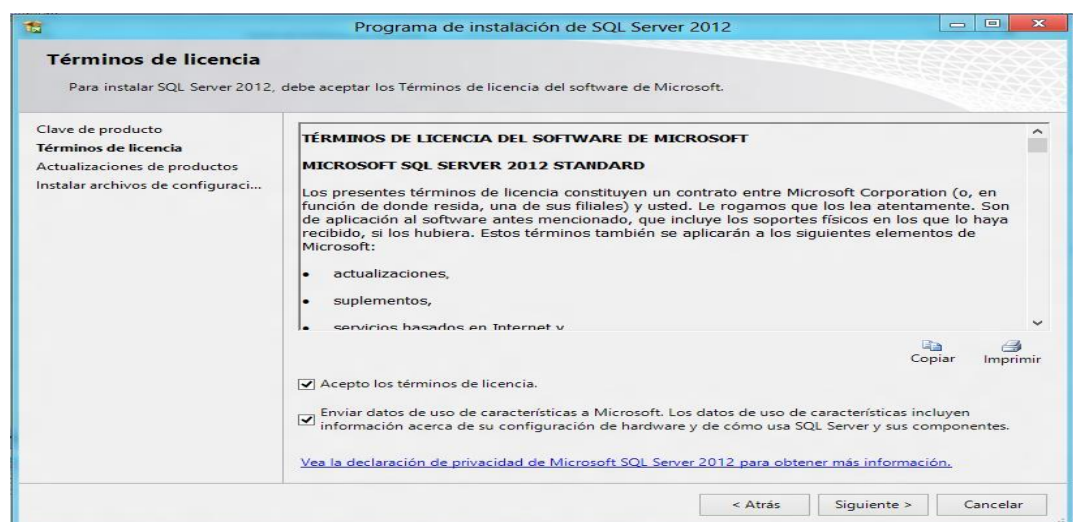 Programa de instalación de SQL Server 2012
Términos de licencia
Para instalar SQL Server 2012, debe aceptar los Términos de licencia del software de Microsoft.
Clave de producto
Términos de licencia
Actualizaciones de productos
Instalar archivos de configuraci...
TÉRMINOS DE LICENCIA DEL SOFTWARE DE MICROSOFT
MICROSOFT SQL SERVER 2012 STANDARD
Los presentes términos de licencia constituyen un contrato entre Microsoft Corporation (o, en
función de donde resida, una de sus filiales) y usted. Le rogamos que los lea atentamente. Son
de aplicación al software antes mencionado, que incluye los soportes físicos en los que lo haya
recibido, si los hubiera. Estos términos también se aplicarán a los siguientes elementos de
Microsoft:
• actualizaciones,
• suplementos,
• servicios basados en Internet y
Copiar Imprimir
Acepto los términos de licencia.
Enviar datos de uso de características a Microsoft. Los datos de uso de características incluyen
información acerca de su configuración de hardware y de cómo usa SQL Server y sus componentes.
Vea la declaración de privacidad de Microsoft SQL Server 2012 para obtener más información.
< Atrás Siguiente > Cancelar